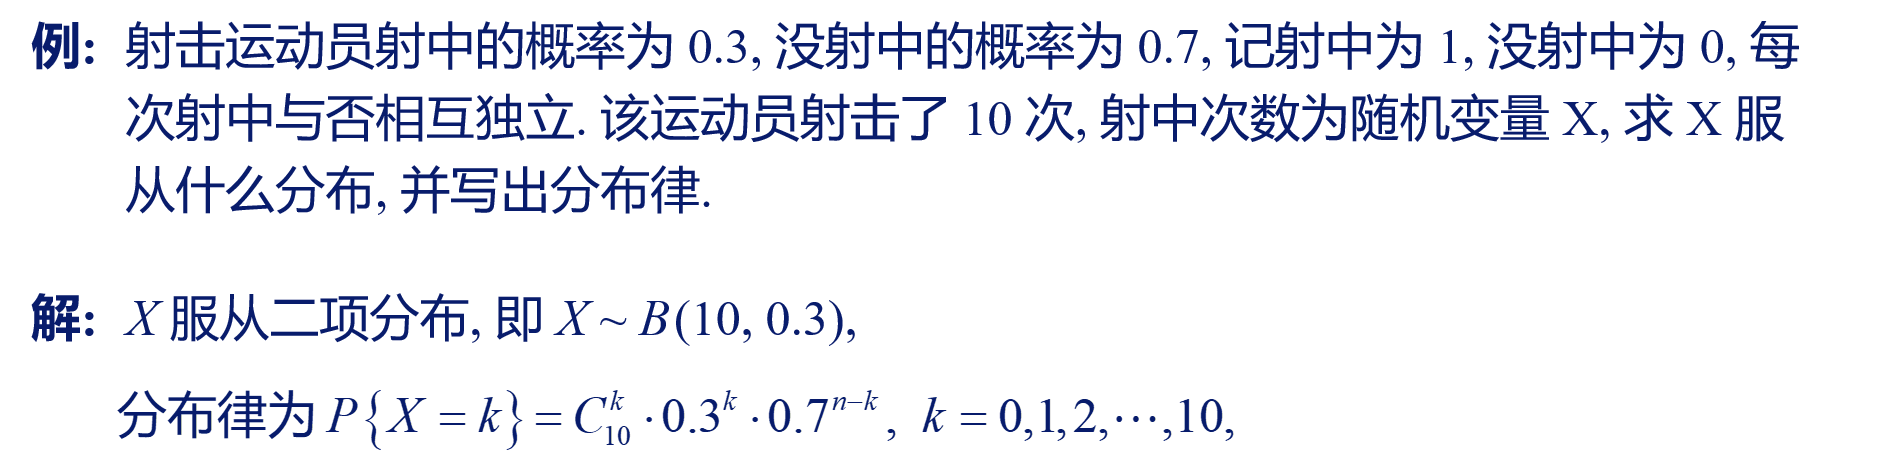 例: 射击运动员射中的概率为 0.3, 没射中的概率为 0.7, 记射中为 1, 没射中为 0, 每
次射中与否相互独立. 该运动员射击了 10 次, 射中次数为随机变量 X, 求 X 服
从什么分布, 并写出分布律.
解: X 服从二项分布, 即 X ~ B(10, 0.3),
分布律为 P{X = k} = C_{10}^{k} · 0.3^{k} · 0.7^{n−k}, k = 0,1,2,⋯,10,